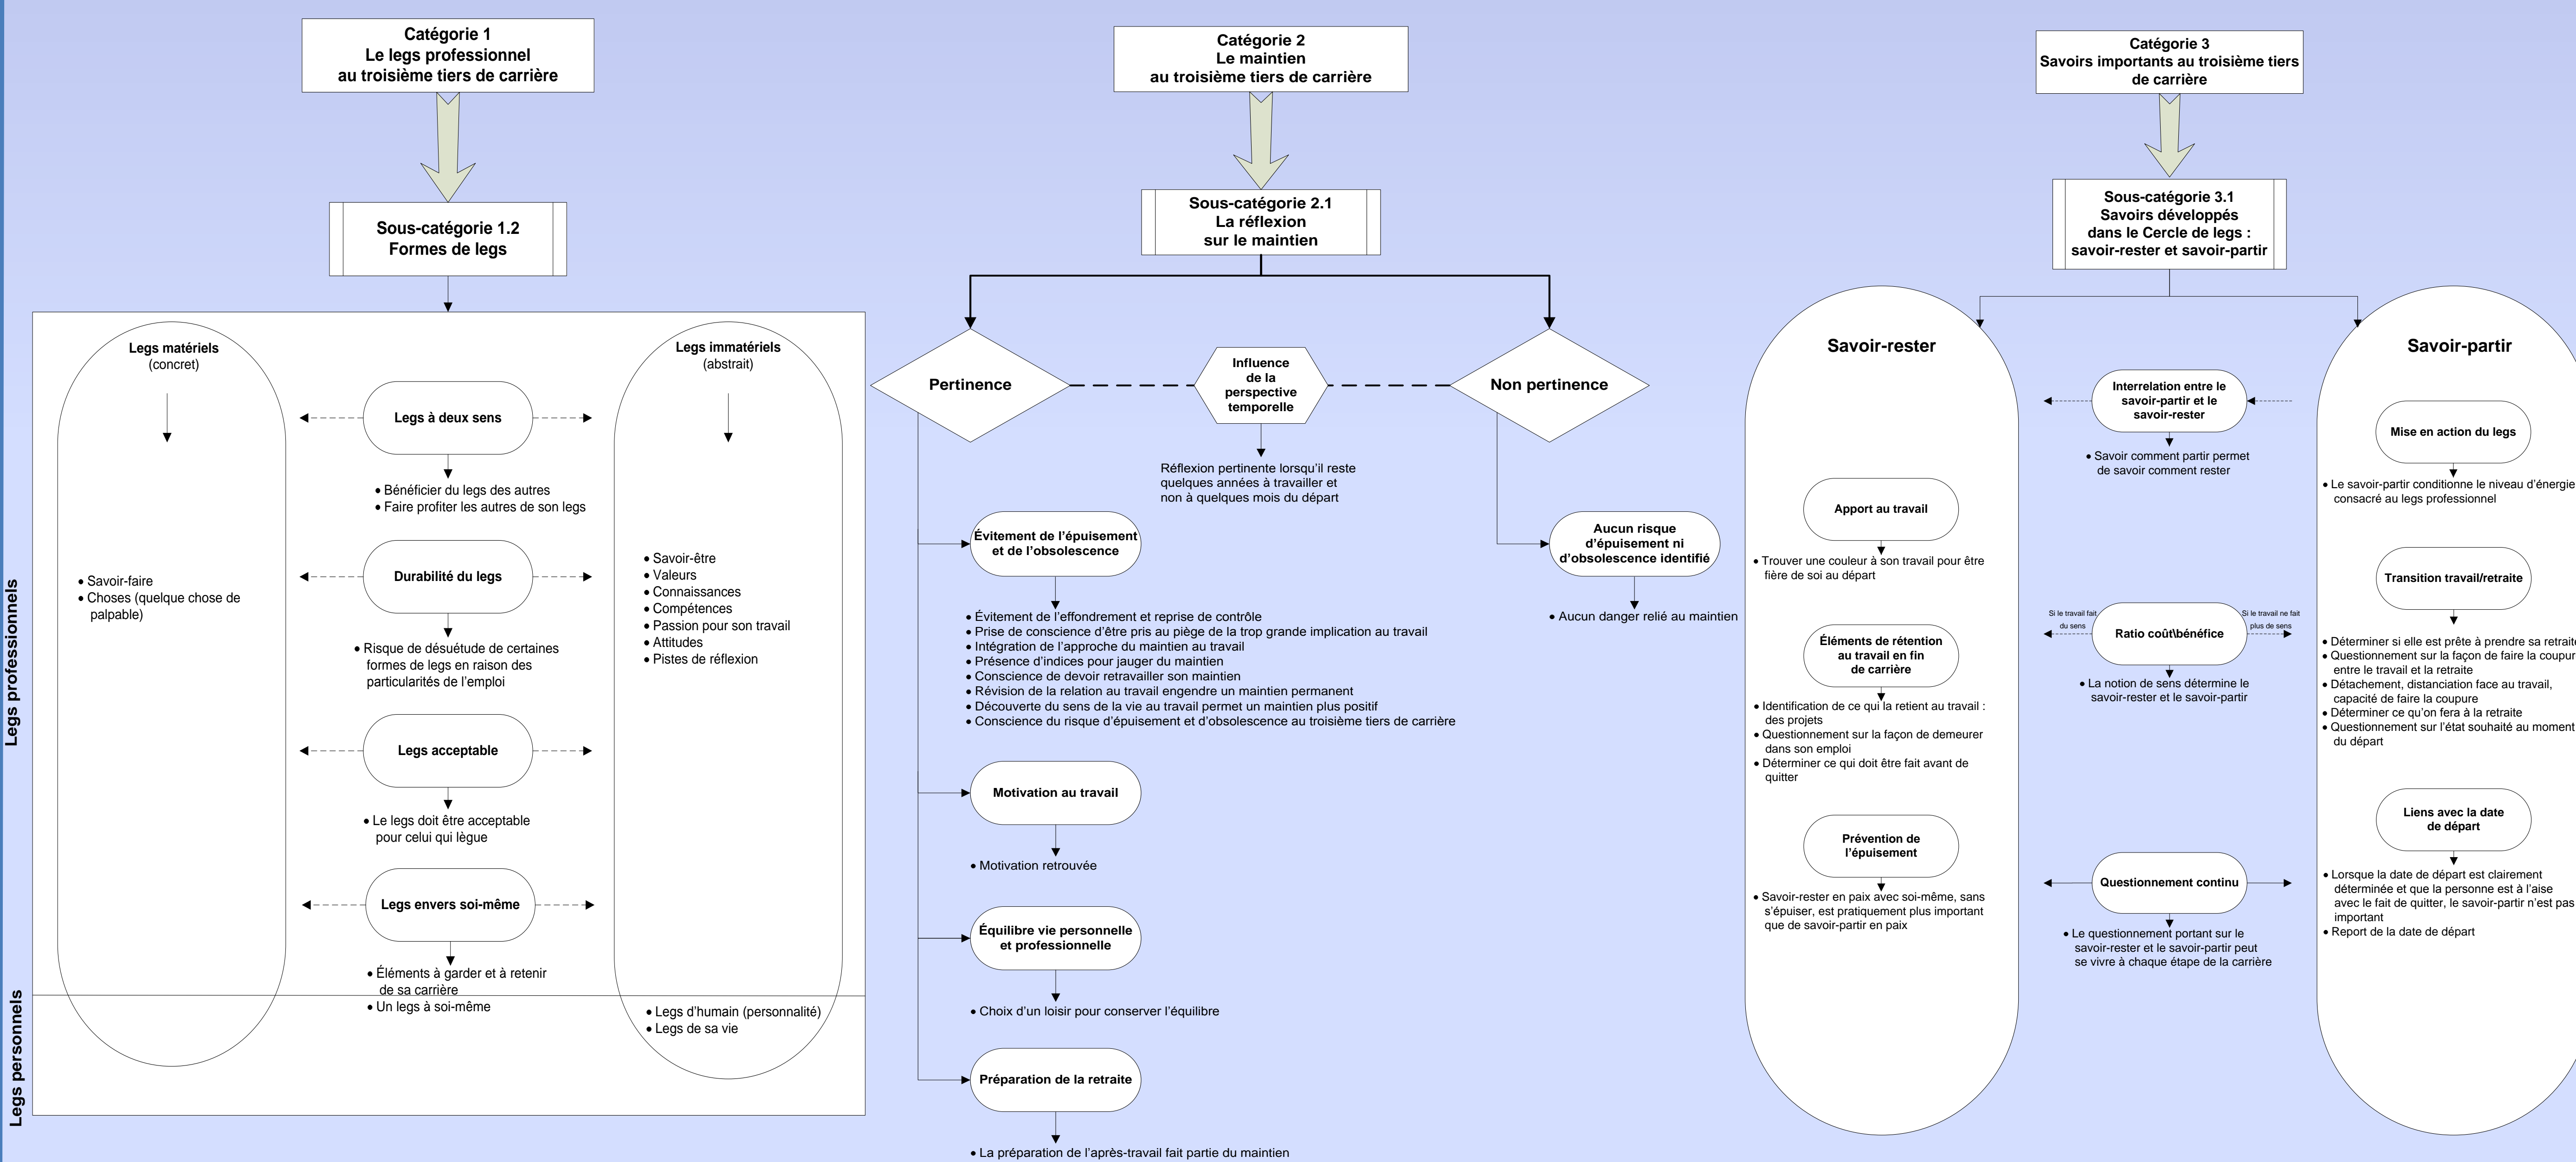 Catégorie 1
Le legs professionnel
au troisième tiers de carrière
Sous-catégorie 1.2
Formes de legs
Legs professionnels
Legs personnels
Legs matériels
(concret)
• Savoir-faire
• Choses (quelque chose de
palpable)
Legs à deux sens
• Bénéficier du legs des autres
• Faire profiter les autres de son legs
Durabilité du legs
• Risque de désuétude de certaines
formes de legs en raison des
particularités de l'emploi
Legs acceptable
• Le legs doit être acceptable
pour celui qui lègue
Legs envers soi-même
• Éléments à garder et à retenir
de sa carrière
• Un legs à soi-même
Legs immatériels
(abstrait)
• Savoir-être
• Valeurs
• Connaissances
• Compétences
• Passion pour son travail
• Attitudes
• Pistes de réflexion
• Legs d'humain (personnalité)
• Legs de sa vie
Catégorie 2
Le maintien
au troisième tiers de carrière
Sous-catégorie 2.1
La réflexion
sur le maintien
Pertinence
Influence
de la
perspective
temporelle
Non pertinence
Réflexion pertinente lorsqu'il reste
quelques années à travailler et
non à quelques mois du départ
Évitement de l'épuisement
et de l'obsolescence
• Évitement de l'effondrement et reprise de contrôle
• Prise de conscience d'être pris au piège de la trop grande implication au travail
• Intégration de l'approche du maintien au travail
• Présence d'indices pour jauger du maintien
• Conscience de devoir retravailler son maintien
• Révision de la relation au travail engendre un maintien permanent
• Découverte du sens de la vie au travail permet un maintien plus positif
• Conscience du risque d'épuisement et d'obsolescence au troisième tiers de carrière
Aucun risque
d'épuisement ni
d'obsolescence identifié
• Aucun danger relié au maintien
Motivation au travail
• Motivation retrouvée
Équilibre vie personnelle
et professionnelle
• Choix d'un loisir pour conserver l'équilibre
Préparation de la retraite
• La préparation de l'après-travail fait partie du maintien
Catégorie 3
Savoirs importants au troisième tiers
de carrière
Sous-catégorie 3.1
Savoirs développés
dans le Cercle de legs :
savoir-rester et savoir-partir
Savoir-rester
Apport au travail
• Trouver une couleur à son travail pour être
fière de soi au départ
Éléments de rétention
au travail en fin
de carrière
• Identification de ce qui la retient au travail :
des projets
• Questionnement sur la façon de demeurer
dans son emploi
• Déterminer ce qui doit être fait avant de
quitter
Prévention de
l'épuisement
• Savoir-rester en paix avec soi-même, sans
s'épuiser, est pratiquement plus important
que de savoir-partir en paix
Interrelation entre le
savoir-partir et le
savoir-rester
• Savoir comment partir permet
de savoir comment rester
Si le travail fait
du sens
Ratio coût\bénéfice
Si le travail ne fait
plus de sens
• La notion de sens détermine le
savoir-rester et le savoir-partir
Questionnement continu
• Le questionnement portant sur le
savoir-rester et le savoir-partir peut
se vivre à chaque étape de la carrière
Savoir-partir
Mise en action du legs
• Le savoir-partir conditionne le niveau d'énergie
consacré au legs professionnel
Transition travail/retraite
• Déterminer si elle est prête à prendre sa retraite
• Questionnement sur la façon de faire la coupur
entre le travail et la retraite
• Détachement, distanciation face au travail,
capacité de faire la coupure
• Déterminer ce qu'on fera à la retraite
• Questionnement sur l'état souhaité au moment
du départ
Liens avec la date
de départ
• Lorsque la date de départ est clairement
déterminée et que la personne est à l'aise
avec le fait de quitter, le savoir-partir n'est pas
important
• Report de la date de départ